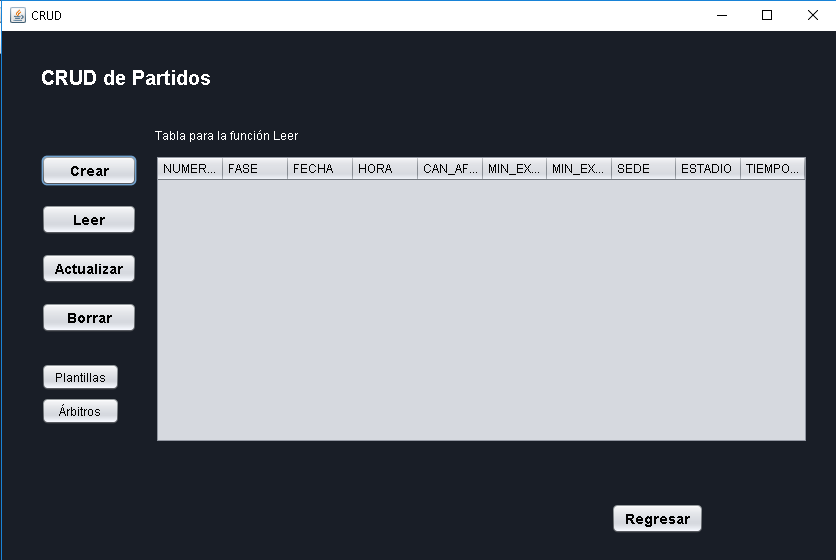 CRUD
CRUD de Partidos
Tabla para la función Leer
Crear
Leer
Actualizar
Borrar
Plantillas
Árbitros
NUMER... FASE FECHA HORA CAN_AF... MIN_EX... MIN_EX... SEDE ESTADIO TIEMPO...
Regresar